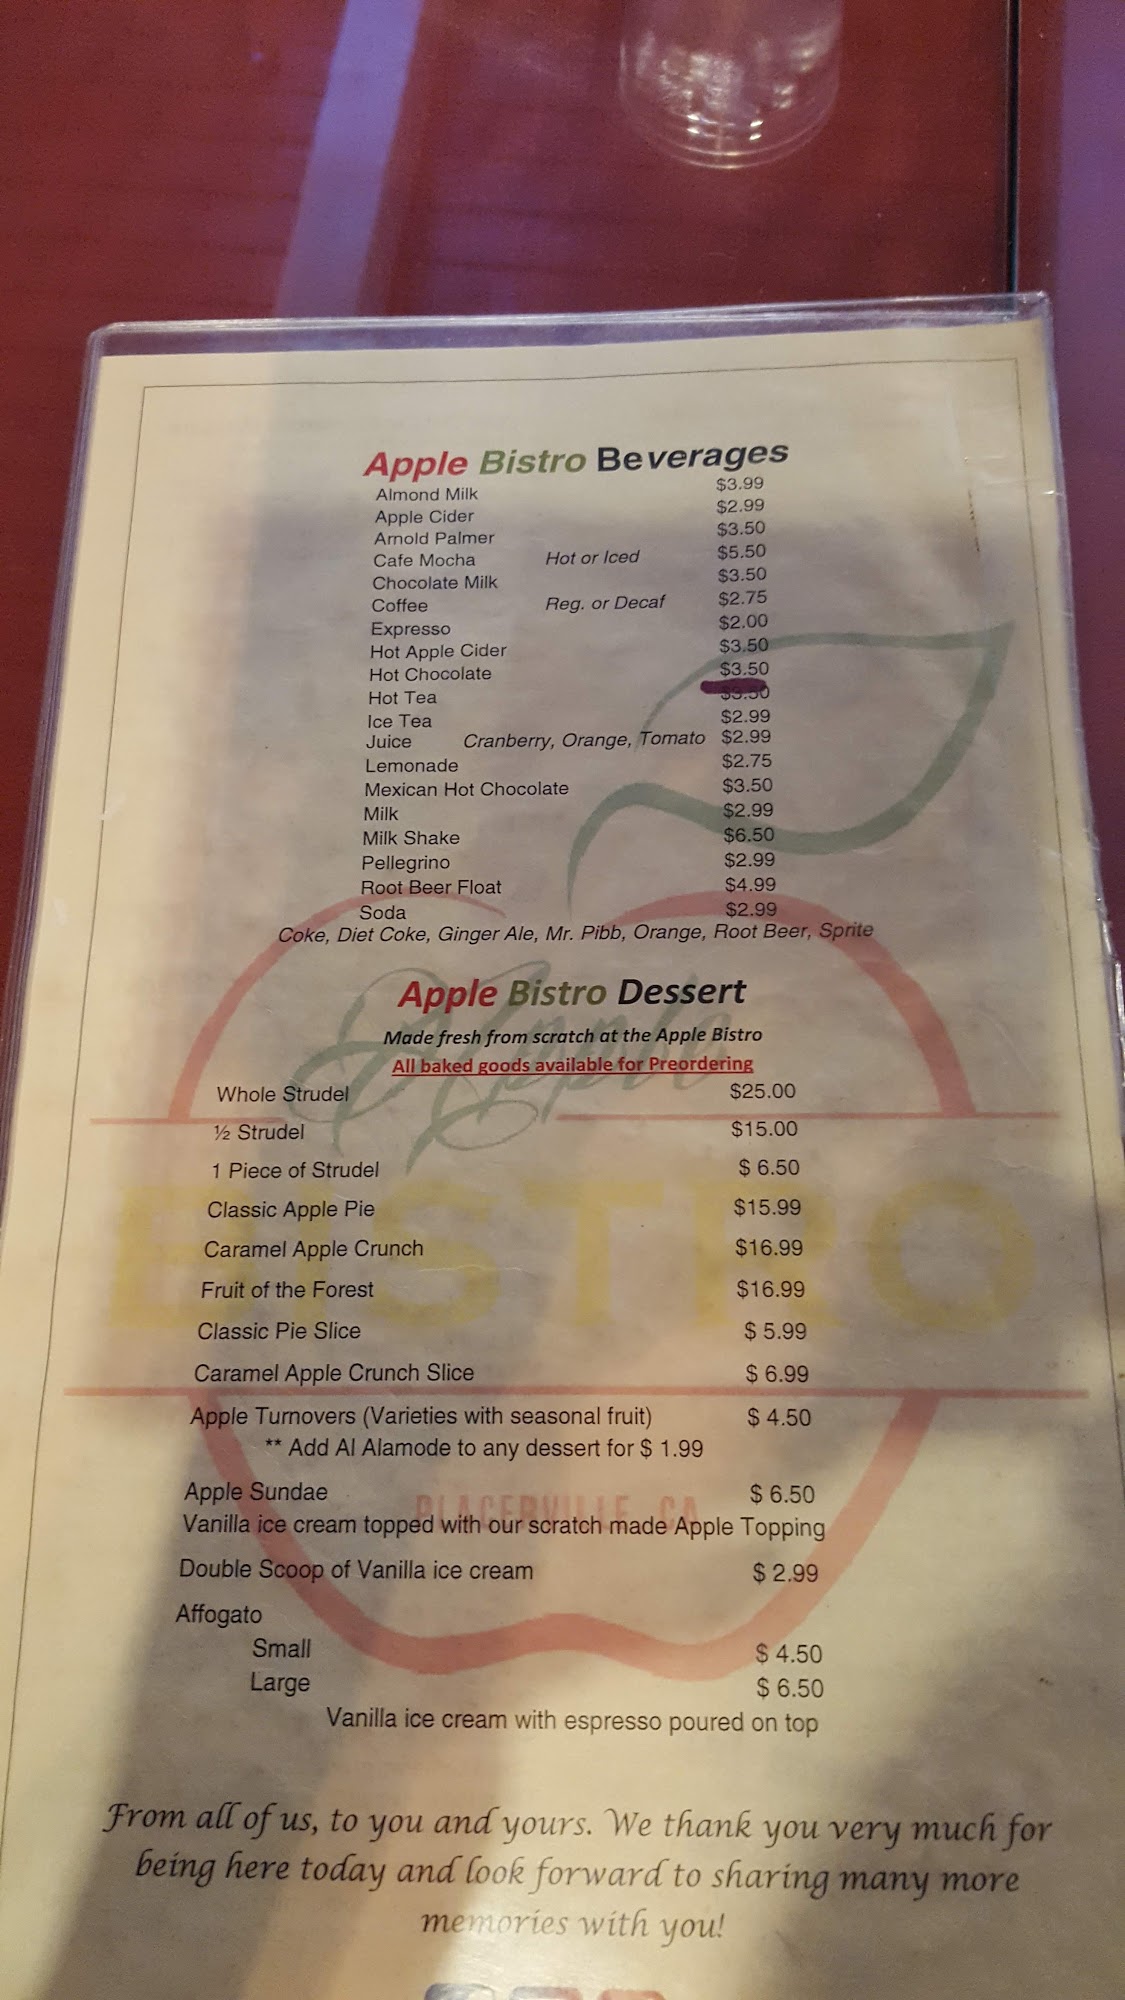 Apple Bistro Beverages
Almond Milk $3.99
Apple Cider $2.99
Arnold Palmer $3.50
Cafe Mocha Hot or Iced $5.50
Chocolate Milk $3.50
Coffee Reg. or Decaf $2.75
Expresso $2.00
Hot Apple Cider $3.50
Hot Chocolate $3.50
Hot Tea $3.50
Ice Tea $2.99
Juice Cranberry, Orange, Tomato $2.99
Lemonade $2.75
Mexican Hot Chocolate $3.50
Milk $2.99
Milk Shake $6.50
Pellegrino $2.99
Root Beer Float $4.99
Soda $2.99
Coke, Diet Coke, Ginger Ale, Mr. Pibb, Orange, Root Beer, Sprite
Apple Bistro Dessert
Made fresh from scratch at the Apple Bistro
All baked goods available for Preordering
Whole Strudel $25.00
½ Strudel $15.00
1 Piece of Strudel $ 6.50
Classic Apple Pie $15.99
Caramel Apple Crunch $16.99
Fruit of the Forest $16.99
Classic Pie Slice $ 5.99
Caramel Apple Crunch Slice $ 6.99
Apple Turnovers (Varieties with seasonal fruit) $ 4.50
** Add Al Alamode to any dessert for $ 1.99
Apple Sundae $ 6.50
Vanilla ice cream topped with our scratch made Apple Topping
Double Scoop of Vanilla ice cream $ 2.99
Affogato
Small $ 4.50
Large $ 6.50
Vanilla ice cream with espresso poured on top
Apple
BISTRO
PLACERVILLE, CA
From all of us, to you and yours. We thank you very much for
being here today and look forward to sharing many more
memories with you!